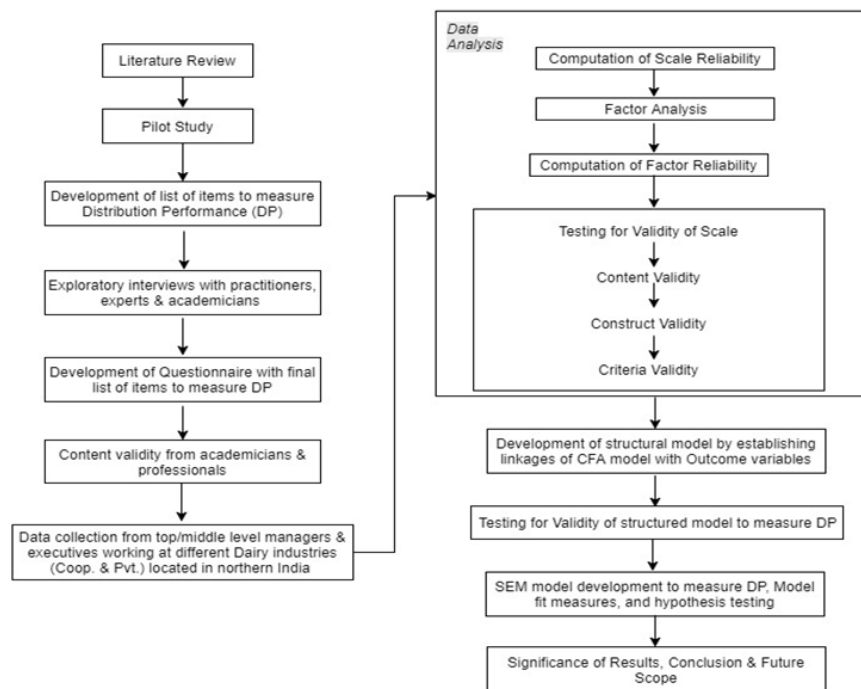 Literature Review
Pilot Study
Development of list of items to measure
Distribution Performance (DP)
Exploratory interviews with practitioners,
experts & academicians
Development of Questionnaire with final
list of items to measure DP
Content validity from academicians &
professionals
Data collection from top/middle level managers &
executives working at different Dairy industries
(Coop. & Pvt.) located in northern India
Data
Analysis
Computation of Scale Reliability
Factor Analysis
Computation of Factor Reliability
Testing for Validity of Scale
Content Validity
Construct Validity
Criteria Validity
Development of structural model by establishing
linkages of CFA model with Outcome variables
Testing for Validity of structured model to measure DP
SEM model development to measure DP, Model
fit measures, and hypothesis testing
Significance of Results, Conclusion & Future
Scope